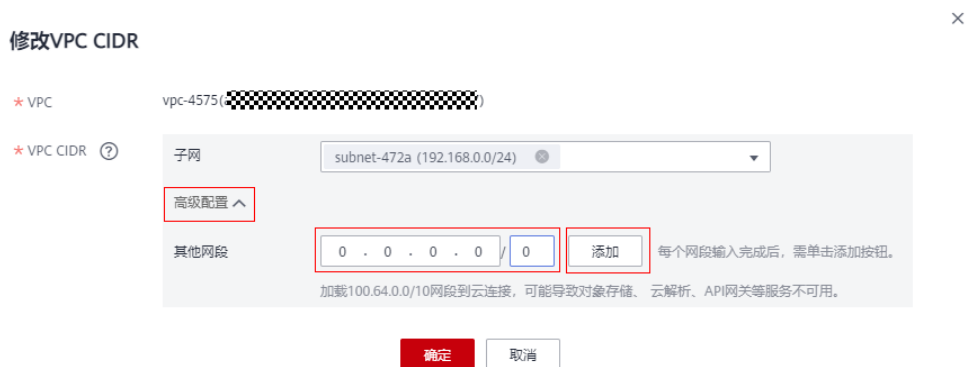 ×
修改VPC CIDR
* VPC vpc-4575( )
* VPC CIDR ? 子网 subnet-472a (192.168.0.0/24)
高级配置
其他网段 0 . 0 . 0 . 0 / 0 添加 每个网段输入完成后，需单击添加按钮。
加载100.64.0.0/10网段到云连接，可能导致对象存储、 云解析、API网关等服务不可用。
确定 取消